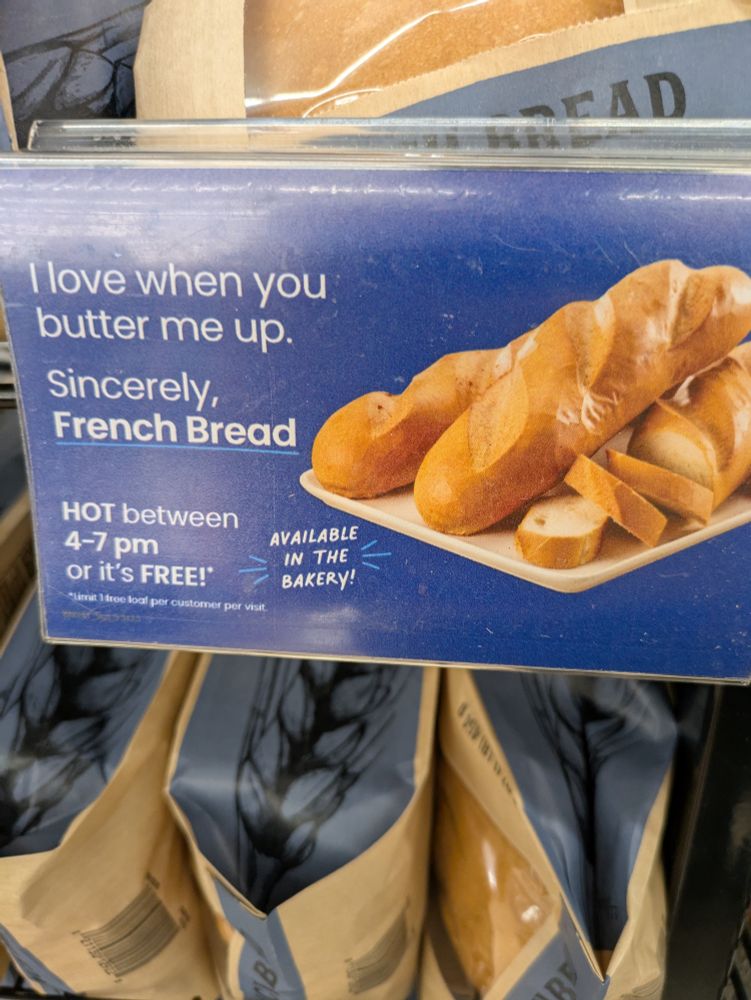 BREAD
I love when you
butter me up.
Sincerely,
French Bread
HOT between
4-7 pm
or it's FREE!*
*Limit 1 free loaf per customer per visit.
AVAILABLE
IN THE
BAKERY!